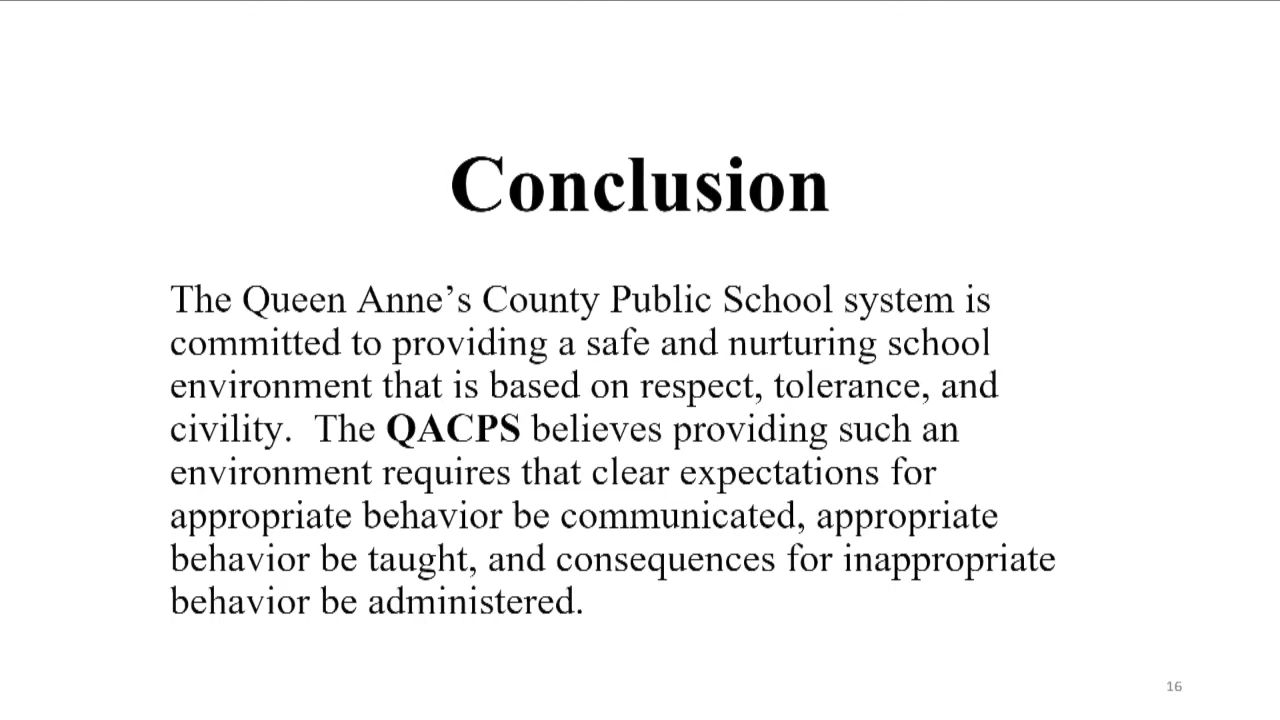 Conclusion
The Queen Anne’s County Public School system is
committed to providing a safe and nurturing school
environment that is based on respect, tolerance, and
civility.  The QACPS believes providing such an
environment requires that clear expectations for
appropriate behavior be communicated, appropriate
behavior be taught, and consequences for inappropriate
behavior be administered.
16